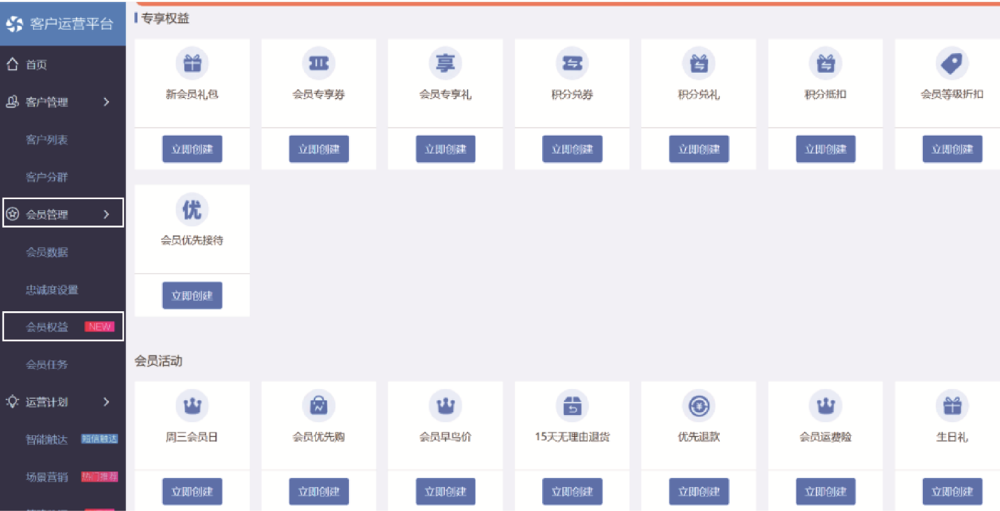 客户运营平台
首页
客户管理
客户列表
客户分群
会员管理
会员数据
忠诚度设置
会员权益 NEW
会员任务
运营计划
智能触达 短信触达
场景营销 热门推荐
专享权益
新会员礼包 会员专享券 会员专享礼 积分兑券 积分兑礼 积分抵扣 会员等级折扣
享
立即创建 立即创建 立即创建 立即创建 立即创建 立即创建 立即创建
优
会员优先接待
立即创建
会员活动
周三会员日 会员优先购 会员早鸟价 15天无理由退货 优先退款 会员运费险 生日礼
立即创建 立即创建 立即创建 立即创建 立即创建 立即创建 立即创建